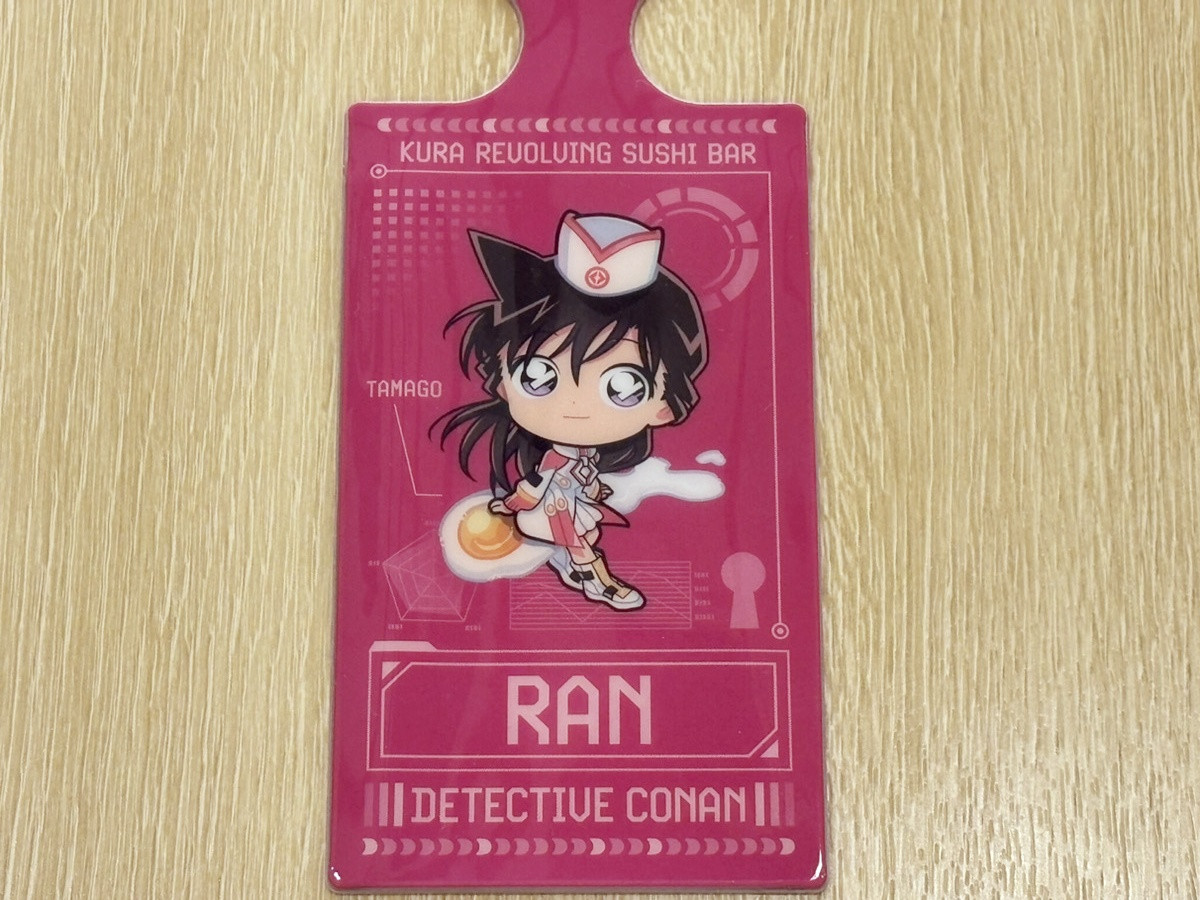 KURA REVOLVING SUSHI BAR
TAMAGO
RAN
DETECTIVE CONAN